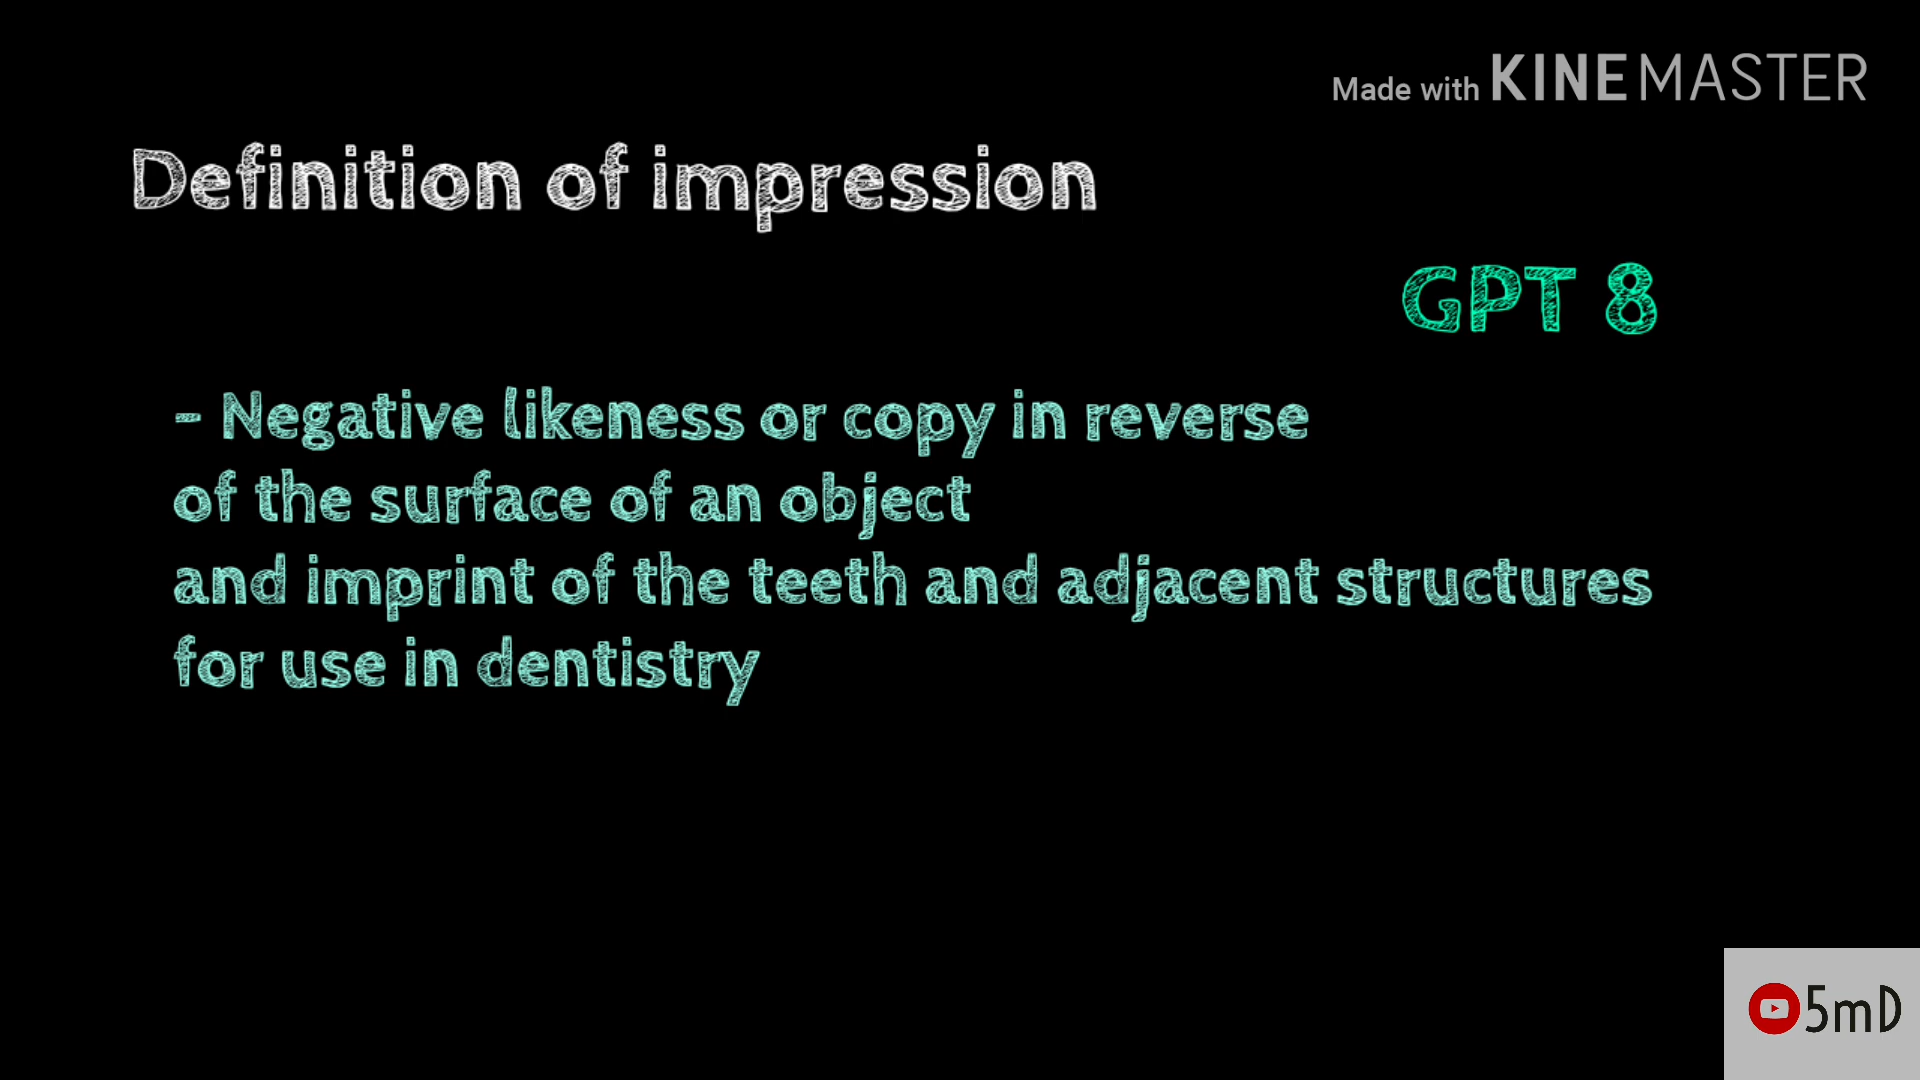 Made with KINEMASTER
Definition of impression
GPT 8
- Negative likeness or copy in reverse
of the surface of an object
and imprint of the teeth and adjacent structures
for use in dentistry
5mD